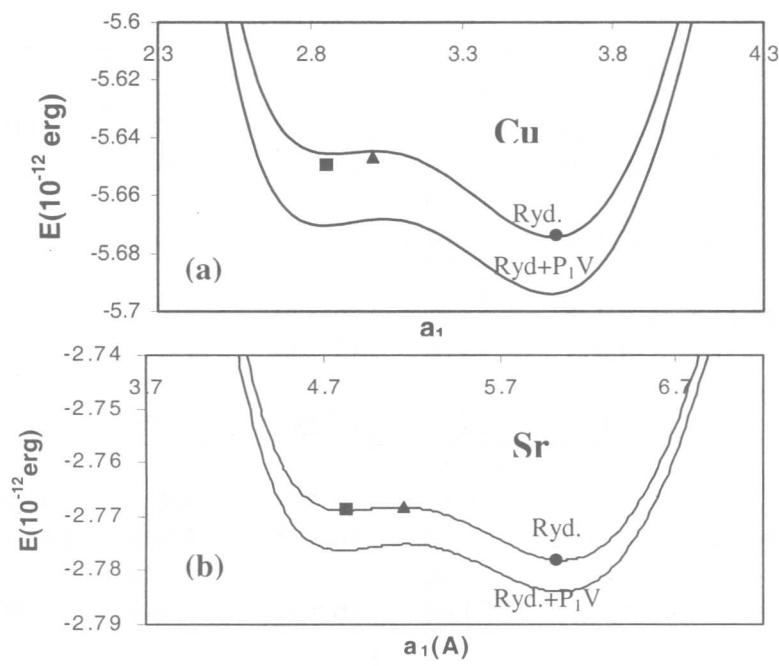 -5.6
2.3 2.8 3.3 3.8 4.3
-5.62
-5.64
-5.66
-5.68
-5.7
E(10⁻¹² erg)
Cu
Ryd.
Ryd+P₁V
(a)
a₁
-2.74
3.7 4.7 5.7 6.7
-2.75
-2.76
-2.77
-2.78
-2.79
E(10⁻¹²erg)
Sr
Ryd.
Ryd.+P₁V
(b)
a₁(A)